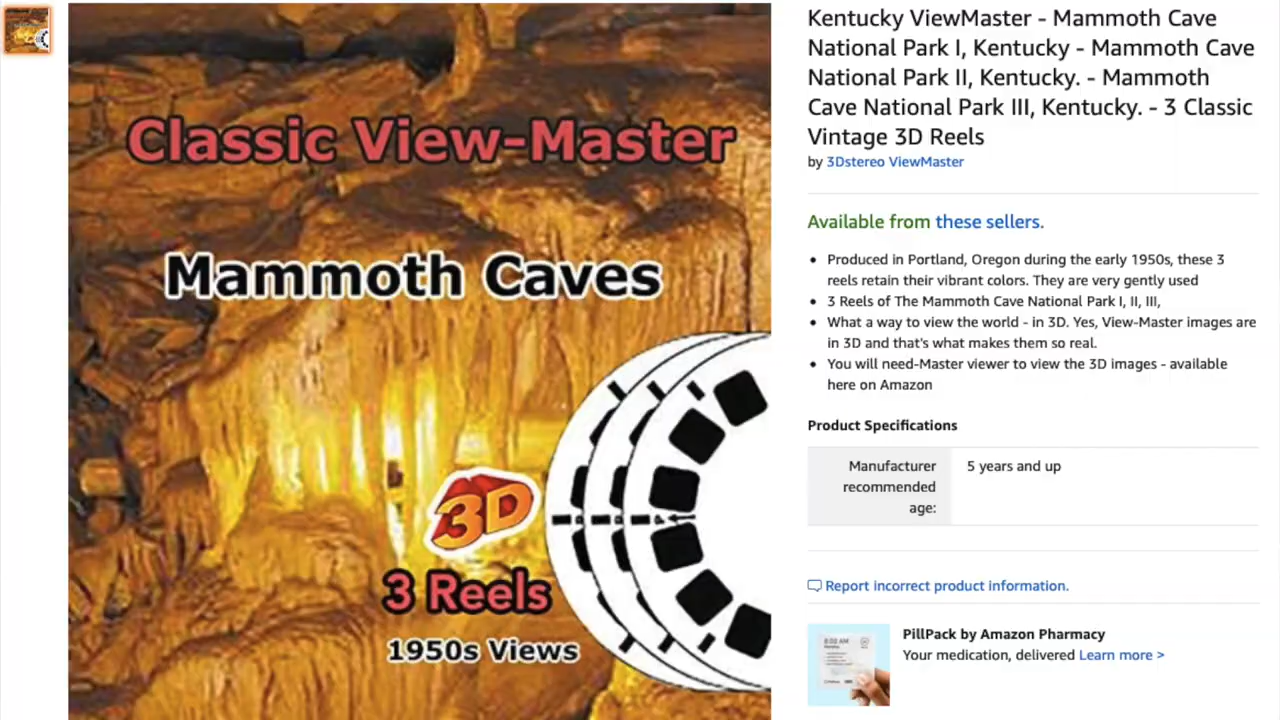 Classic View-Master
Mammoth Caves
3D
3 Reels
1950s Views
Kentucky ViewMaster - Mammoth Cave
National Park I, Kentucky - Mammoth Cave
National Park II, Kentucky. - Mammoth
Cave National Park III, Kentucky. - 3 Classic
Vintage 3D Reels
by 3Dstereo ViewMaster
Available from these sellers.
• Produced in Portland, Oregon during the early 1950s, these 3
reels retain their vibrant colors. They are very gently used
• 3 Reels of The Mammoth Cave National Park I, II, III,
• What a way to view the world - in 3D. Yes, View-Master images are
in 3D and that's what makes them so real.
• You will need-Master viewer to view the 3D images - available
here on Amazon
Product Specifications
Manufacturer
recommended
age:
5 years and up
Report incorrect product information.
8:02 AM
PillPack by Amazon Pharmacy
Your medication, delivered Learn more >